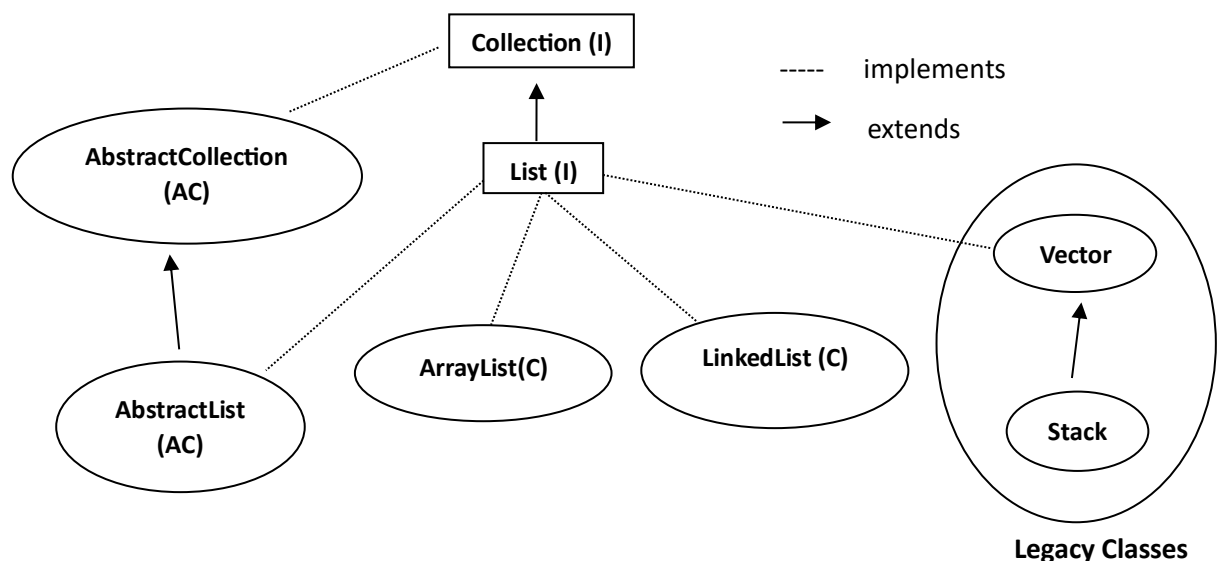 Collection (I)
----- implements
extends
AbstractCollection
(AC)
List (I)
Vector
ArrayList(C)
LinkedList (C)
AbstractList
(AC)
Stack
Legacy Classes